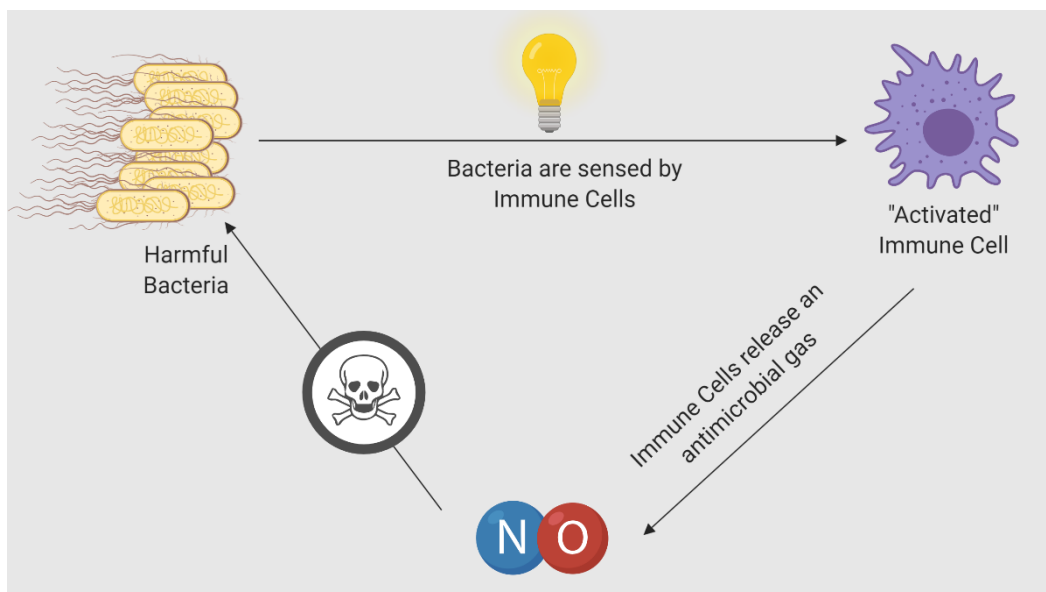 Bacteria are sensed by
Immune Cells
"Activated"
Immune Cell
Harmful
Bacteria
Immune Cells release an
antimicrobial gas
N O